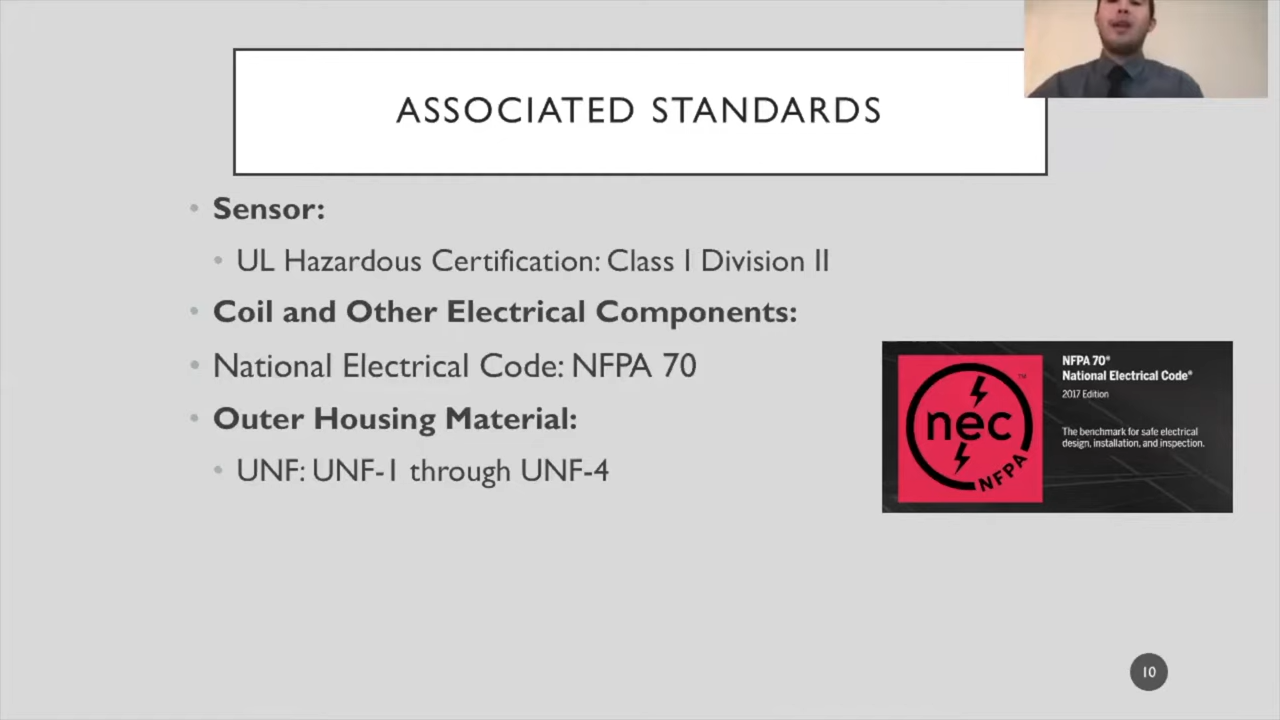 ASSOCIATED STANDARDS
• Sensor:
• UL Hazardous Certification: Class I Division II
• Coil and Other Electrical Components:
• National Electrical Code: NFPA 70
• Outer Housing Material:
• UNF: UNF-1 through UNF-4
nec
NFPA
TM
NFPA 70®
National Electrical Code®
2017 Edition
The benchmark for safe electrical
design, installation, and inspection.
10